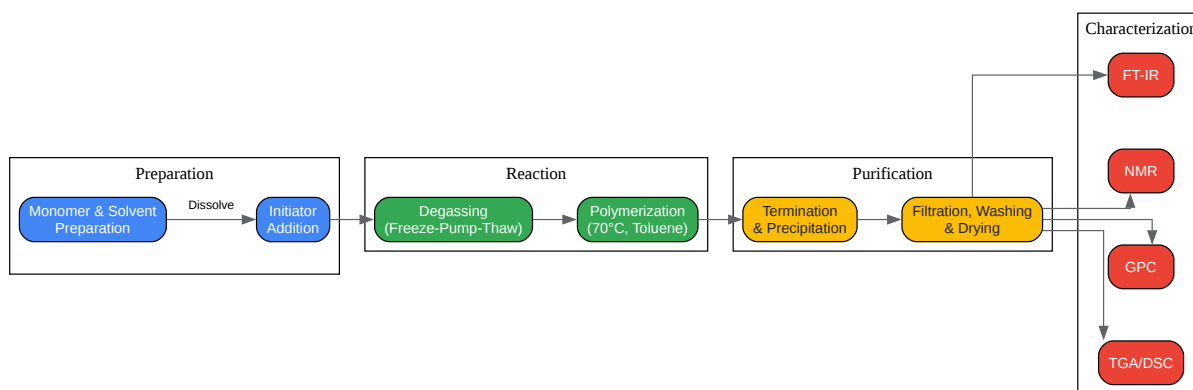 Characterization
FT-IR
Preparation
Reaction
Purification
NMR
Monomer & Solvent
Preparation
Dissolve
Initiator
Addition
Degassing
(Freeze-Pump-Thaw)
Polymerization
(70°C, Toluene)
Termination
& Precipitation
Filtration, Washing
& Drying
GPC
TGA/DSC